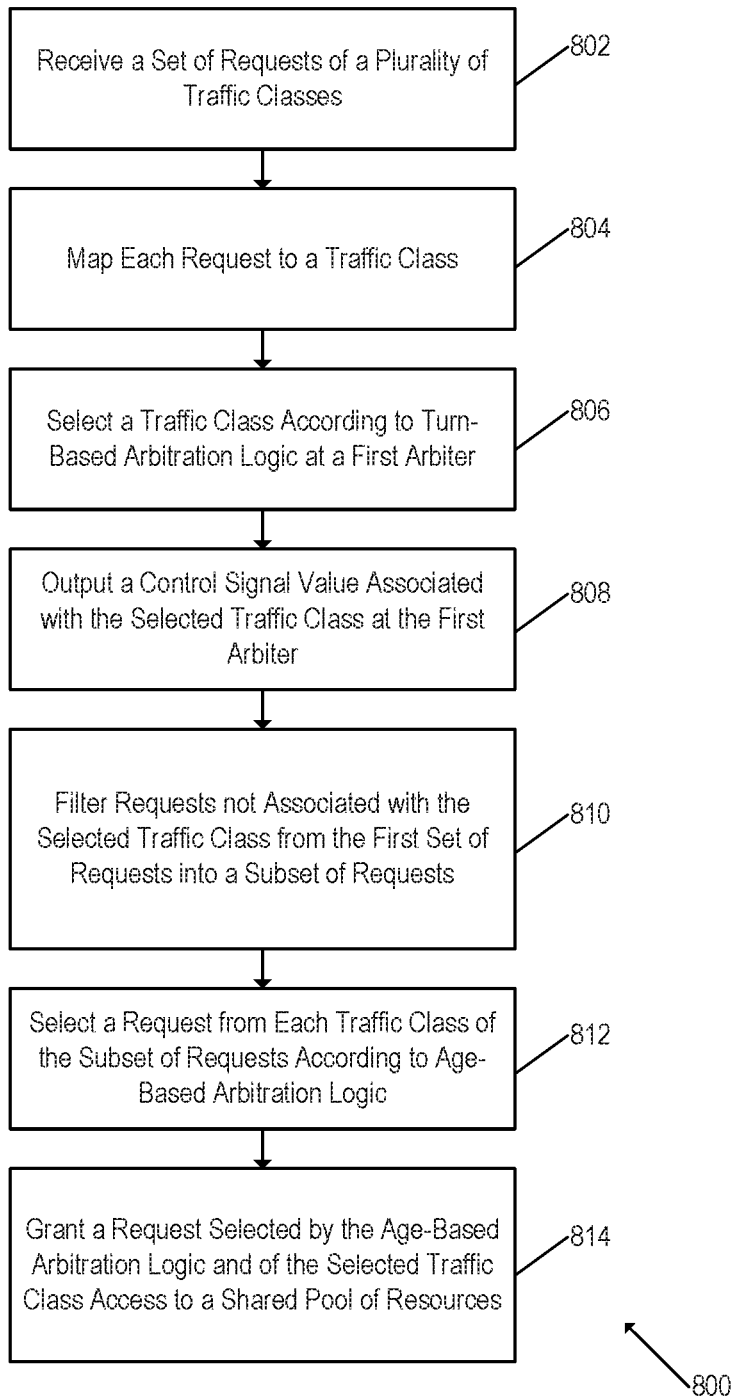 Receive a Set of Requests of a Plurality of
Traffic Classes
802
Map Each Request to a Traffic Class
804
Select a Traffic Class According to Turn-
Based Arbitration Logic at a First Arbiter
806
Output a Control Signal Value Associated
with the Selected Traffic Class at the First
Arbiter
808
Filter Requests not Associated with the
Selected Traffic Class from the First Set of
Requests into a Subset of Requests
810
Select a Request from Each Traffic Class of
the Subset of Requests According to Age-
Based Arbitration Logic
812
Grant a Request Selected by the Age-Based
Arbitration Logic and of the Selected Traffic
Class Access to a Shared Pool of Resources
814
800